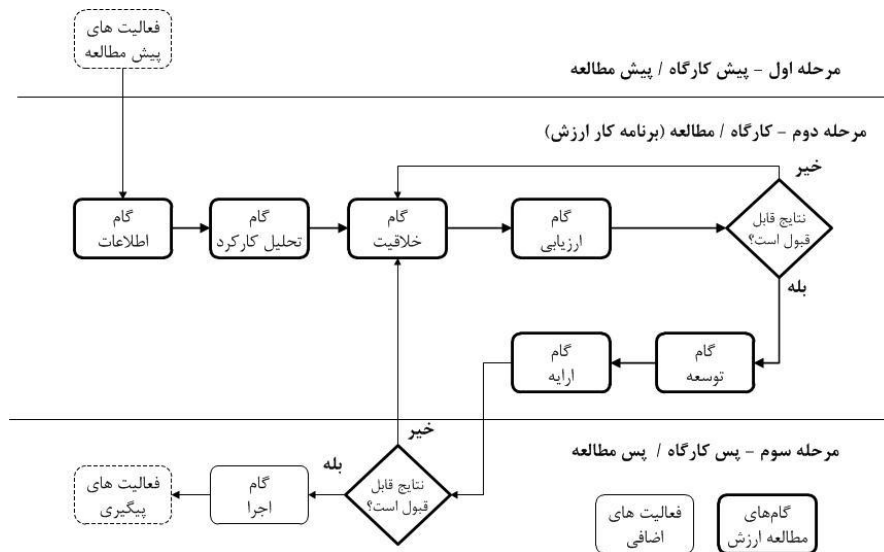 فعالیت های
پیش مطالعه
مرحله اول - پیش کارگاه / پیش مطالعه
مرحله دوم - کارگاه / مطالعه (برنامه کار ارزش)
خیر
گام
اطلاعات
گام
تحلیل کارکرد
گام
خلاقیت
گام
ارزیابی
نتایج قابل
قبول است؟
بله
گام
توسعه
گام
ارایه
مرحله سوم - پس کارگاه / پس مطالعه
خیر
نتایج قابل
قبول است؟
بله
گام
اجرا
فعالیت های
پیگیری
گام‌های
مطالعه ارزش
فعالیت های
اضافی